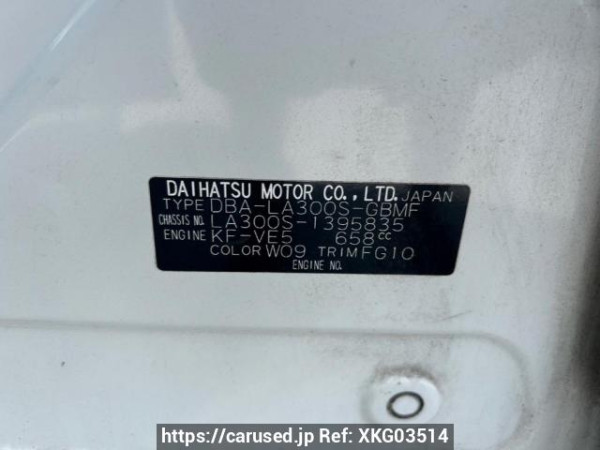 DAIHATSU MOTOR CO.,LTD. JAPAN
TYPE DBA-LA300S-GBMF
CHASSIS NO. LA300S-1395835
ENGINE KF-VE5 658cc
COLOR W09 TRIM FG10
ENGINE NO.
https://carused.jp Ref: XKG03514